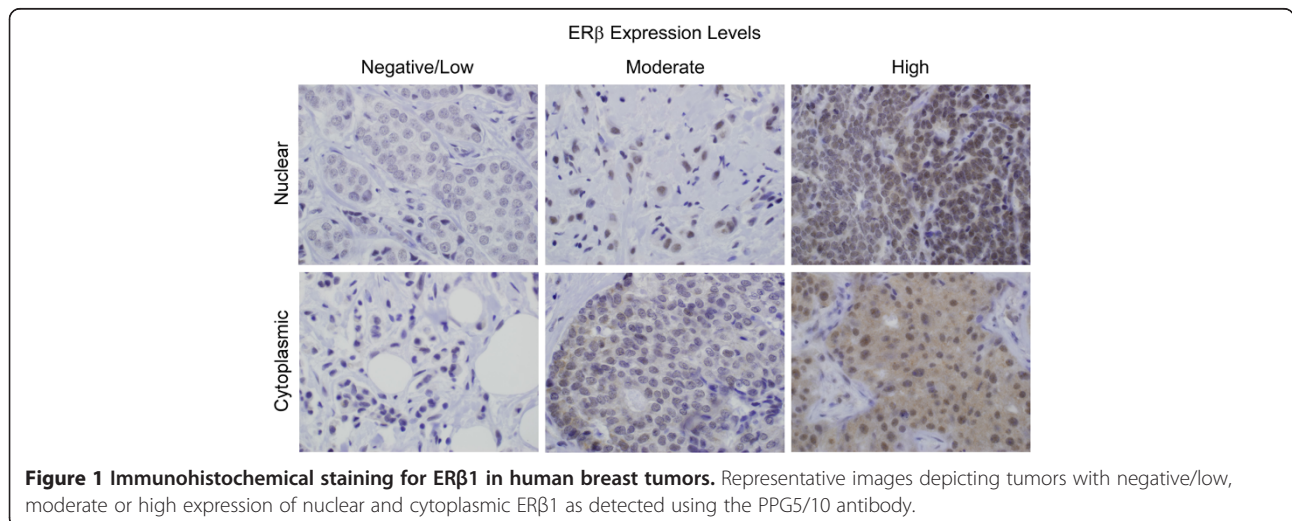 ERβ Expression Levels
Negative/Low Moderate High
Nuclear
Cytoplasmic
Figure 1 Immunohistochemical staining for ERβ1 in human breast tumors. Representative images depicting tumors with negative/low,
moderate or high expression of nuclear and cytoplasmic ERβ1 as detected using the PPG5/10 antibody.